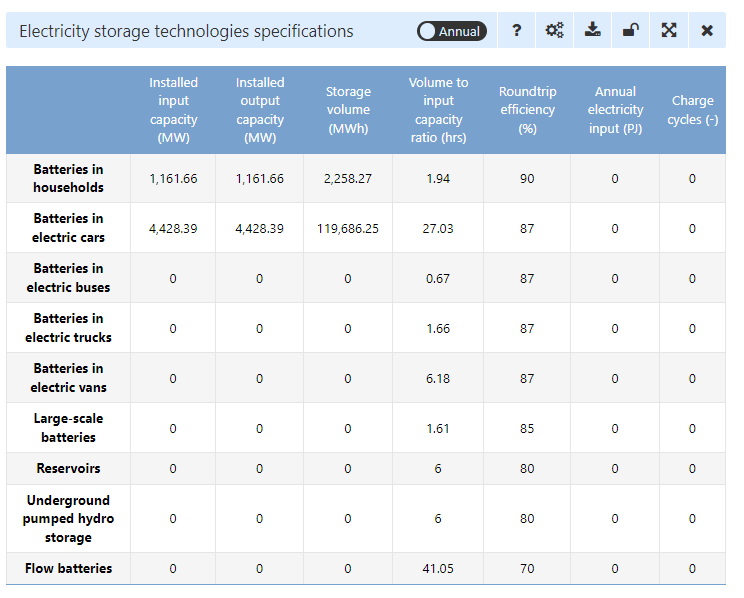 Electricity storage technologies specifications
Annual
?
Installed
input
capacity
(MW)
Installed
output
capacity
(MW)
Storage
volume
(MWh)
Volume to
input
capacity
ratio (hrs)
Roundtrip
efficiency
(%)
Annual
electricity
input (PJ)
Charge
cycles (-)
Batteries in
households
1,161.66 1,161.66 2,258.27 1.94 90 0 0
Batteries in
electric cars
4,428.39 4,428.39 119,686.25 27.03 87 0 0
Batteries in
electric buses
0 0 0 0.67 87 0 0
Batteries in
electric trucks
0 0 0 1.66 87 0 0
Batteries in
electric vans
0 0 0 6.18 87 0 0
Large-scale
batteries
0 0 0 1.61 85 0 0
Reservoirs 0 0 0 6 80 0 0
Underground
pumped hydro
storage
0 0 0 6 80 0 0
Flow batteries 0 0 0 41.05 70 0 0